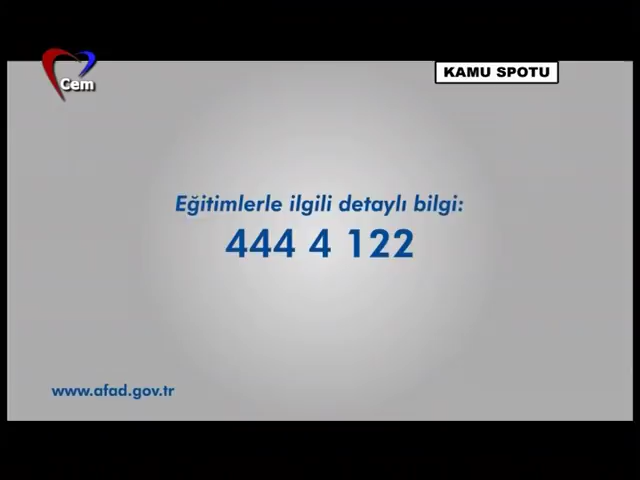 Cem
KAMU SPOTU
Eğitimlerle ilgili detaylı bilgi:
444 4 122
www.afad.gov.tr